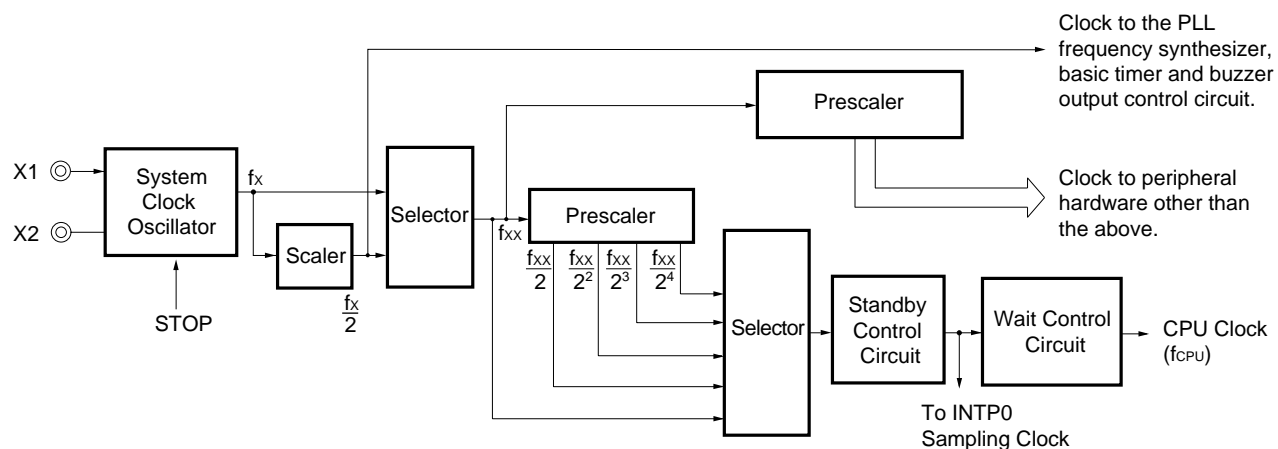 Clock to the PLL
frequency synthesizer,
basic timer and buzzer
output control circuit.
Prescaler
X1
X2
System
Clock
Oscillator
fX
Selector
fXX
Prescaler
Clock to peripheral
hardware other than
the above.
Scaler
fX
2
STOP
fXX
2
fXX
2²
fXX
2³
fXX
2⁴
Selector
Standby
Control
Circuit
Wait Control
Circuit
CPU Clock
(fCPU)
To INTP0
Sampling Clock